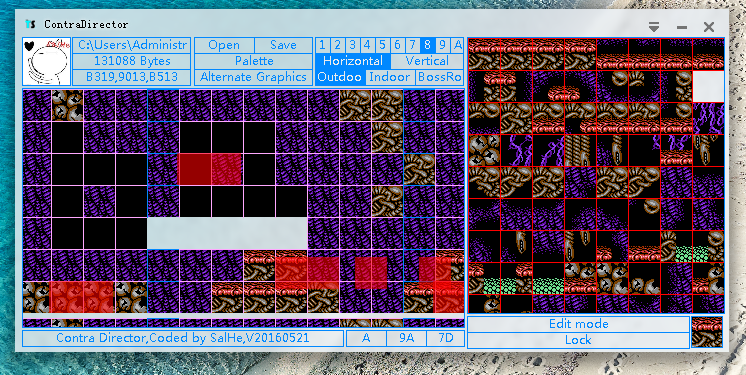 ContraDirector
C:\Users\Administr
Open
Save
1 2 3 4 5 6 7 8 9 A
131088 Bytes
Palette
Horizontal
Vertical
B319,9013,B513
Alternate Graphics
Outdoo
Indoor
BossRo
Edit mode
Lock
Contra Director,Coded by SalHe,V20160521
A
9A
7D